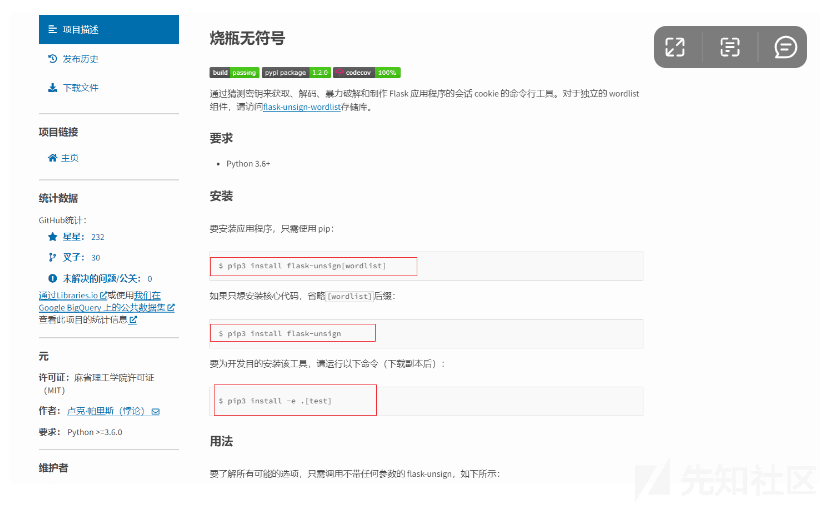 项目描述
发布历史
下载文件
项目链接
主页
统计数据
GitHub统计：
星星： 232
叉子： 30
未解决的问题/公关： 0
通过Libraries.io或使用我们在
Google BigQuery 上的公共数据集
查看此项目的统计信息
元
许可证：麻省理工学院许可证
（MIT）
作者：卢克·帕里斯（悖论）
要求： Python >=3.6.0
维护者
烧瓶无符号
build passing pypi package 1.2.0 codecov 100%
通过猜测密钥来获取、解码、暴力破解和制作 Flask 应用程序的会话 cookie 的命令行工具。对于独立的 wordlist
组件，请访问flask-unsign-wordlist存储库。
要求
• Python 3.6+
安装
要安装应用程序，只需使用 pip：
$ pip3 install flask-unsign[wordlist]
如果只想安装核心代码，省略[wordlist]后缀：
$ pip3 install flask-unsign
要为开发目的安装该工具，请运行以下命令（下载副本后）：
$ pip3 install -e .[test]
用法
要了解所有可能的选项，只需调用不带任何参数的 flask-unsign，如下所示：
先知社区